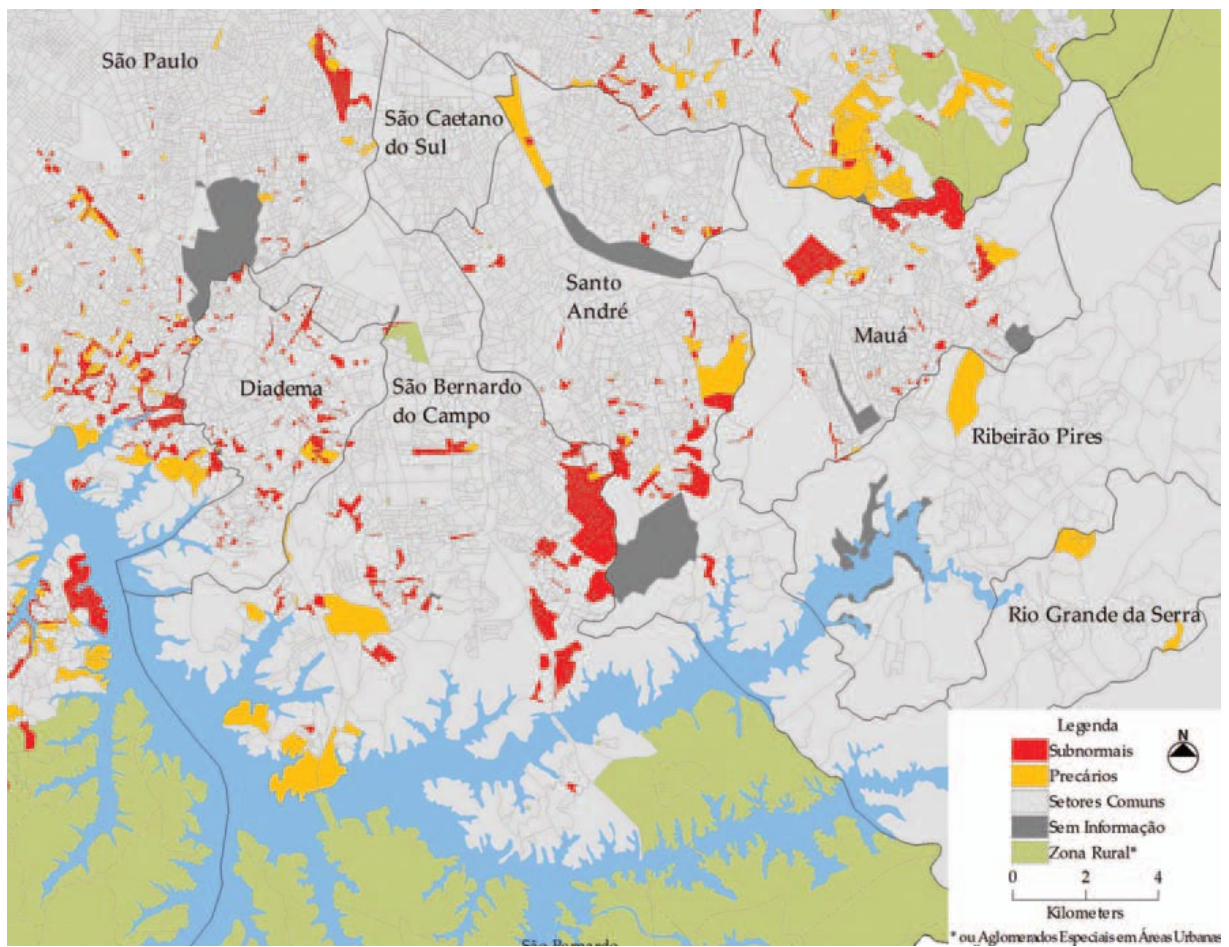 São Paulo
São Caetano
do Sul
Santo
André
Mauá
Diadema
São Bernardo
do Campo
Ribeirão Pires
Rio Grande da Serra
Legenda
Subnormais
Precários
Setores Comuns
Sem Informação
Zona Rural*
N
0 2 4
Kilometers
* ou Aglomerados Especiais em Áreas Urbanas
São Bernardo